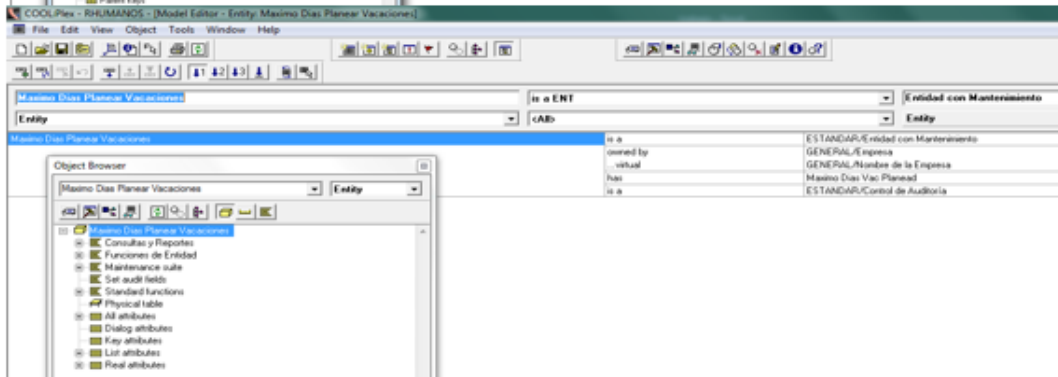 Parent Keys
COOL:Plex - RHUMANOS - [Model Editor - Entity: Maximo Dias Planear Vacaciones]
File Edit View Object Tools Window Help
Maximo Dias Planear Vacaciones is a ENT Entidad con Mantenimiento
Entity <All> Entity
Maximo Dias Planear Vacaciones is a ESTANDAR/Entidad con Mantenimiento
owned by GENERAL/Empresa
...virtual GENERAL/Nombre de la Empresa
has Maximo Dias Vac Planead
is a ESTANDAR/Control de Auditoría
Object Browser
Maximo Dias Planear Vacaciones Entity
Maximo Dias Planear Vacaciones
Consultas y Reportes
Funciones de Entidad
Maintenance suite
Set audit fields
Standard functions
Physical table
All attributes
Dialog attributes
Key attributes
List attributes
Real attributes